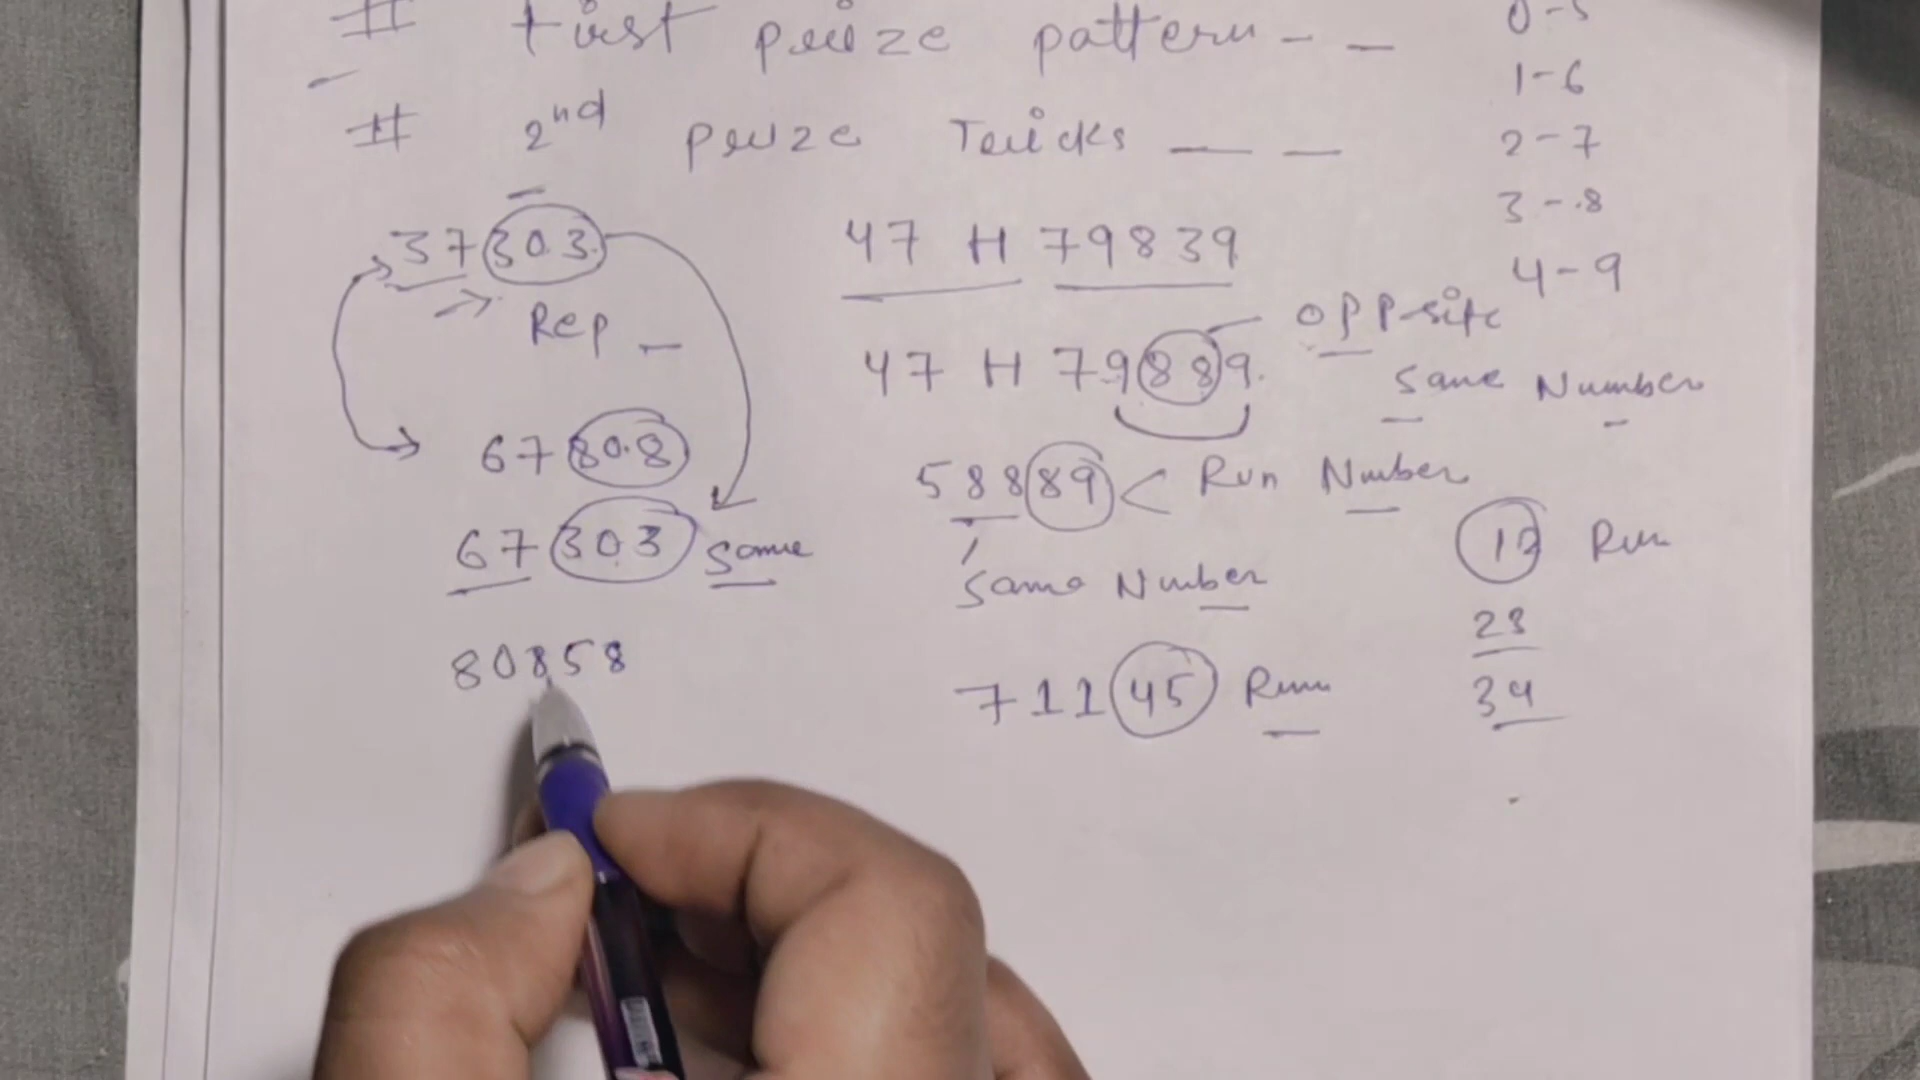 # First prize pattern - -
# 2nd prize Tricks - -
0-5
1-6
2-7
3-8
4-9
37303
Rep -
67808
67303 Same
80858
47 H 79839
47 H 79889
Oppsite
Same Number
58889 < Run Number
Same Number
71145 Run
12 Run
23
34